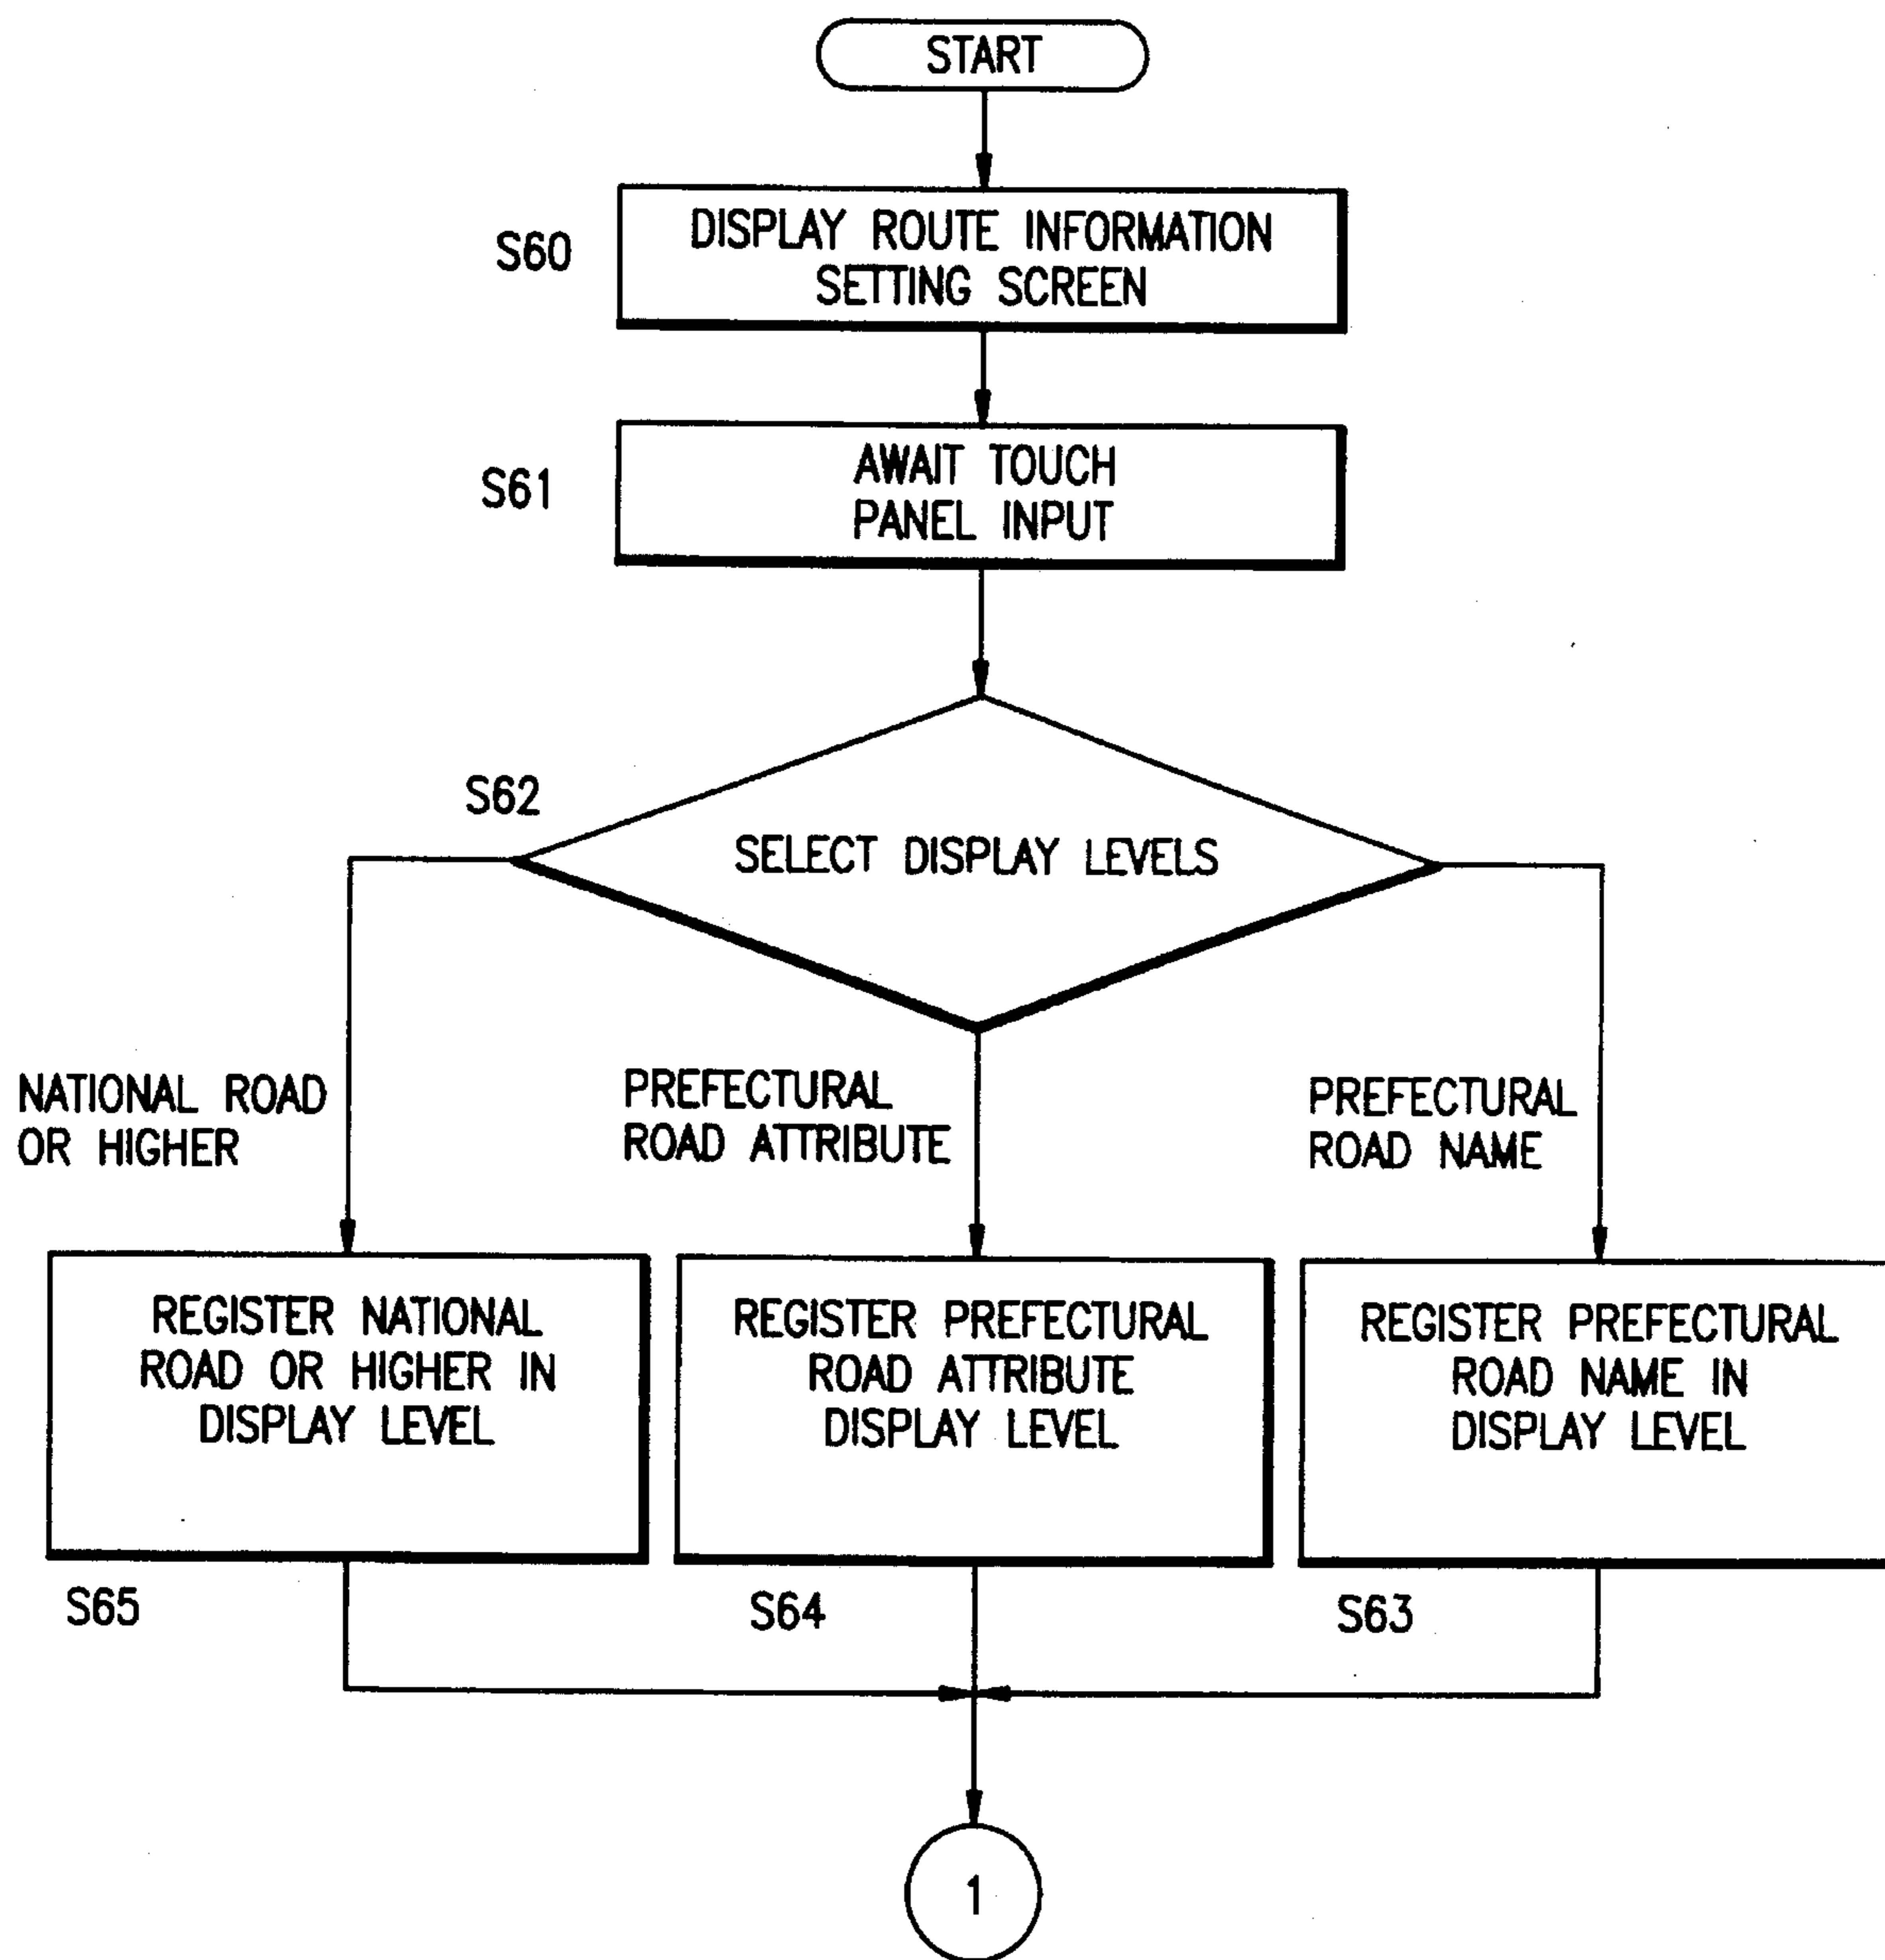 START
S60
DISPLAY ROUTE INFORMATION
SETTING SCREEN
S61
AWAIT TOUCH
PANEL INPUT
S62
SELECT DISPLAY LEVELS
NATIONAL ROAD
OR HIGHER
PREFECTURAL
ROAD ATTRIBUTE
PREFECTURAL
ROAD NAME
REGISTER NATIONAL
ROAD OR HIGHER IN
DISPLAY LEVEL
REGISTER PREFECTURAL
ROAD ATTRIBUTE
DISPLAY LEVEL
REGISTER PREFECTURAL
ROAD NAME IN
DISPLAY LEVEL
S65
S64
S63
1